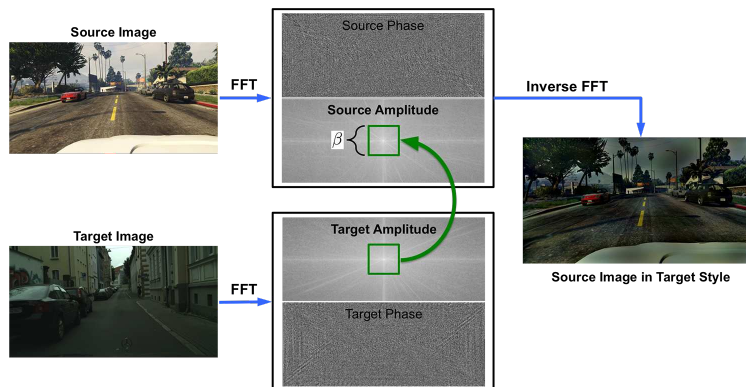 Source Image
FFT
Source Phase
Source Amplitude
β
Inverse FFT
Source Image in Target Style
Target Image
FFT
Target Amplitude
Target Phase